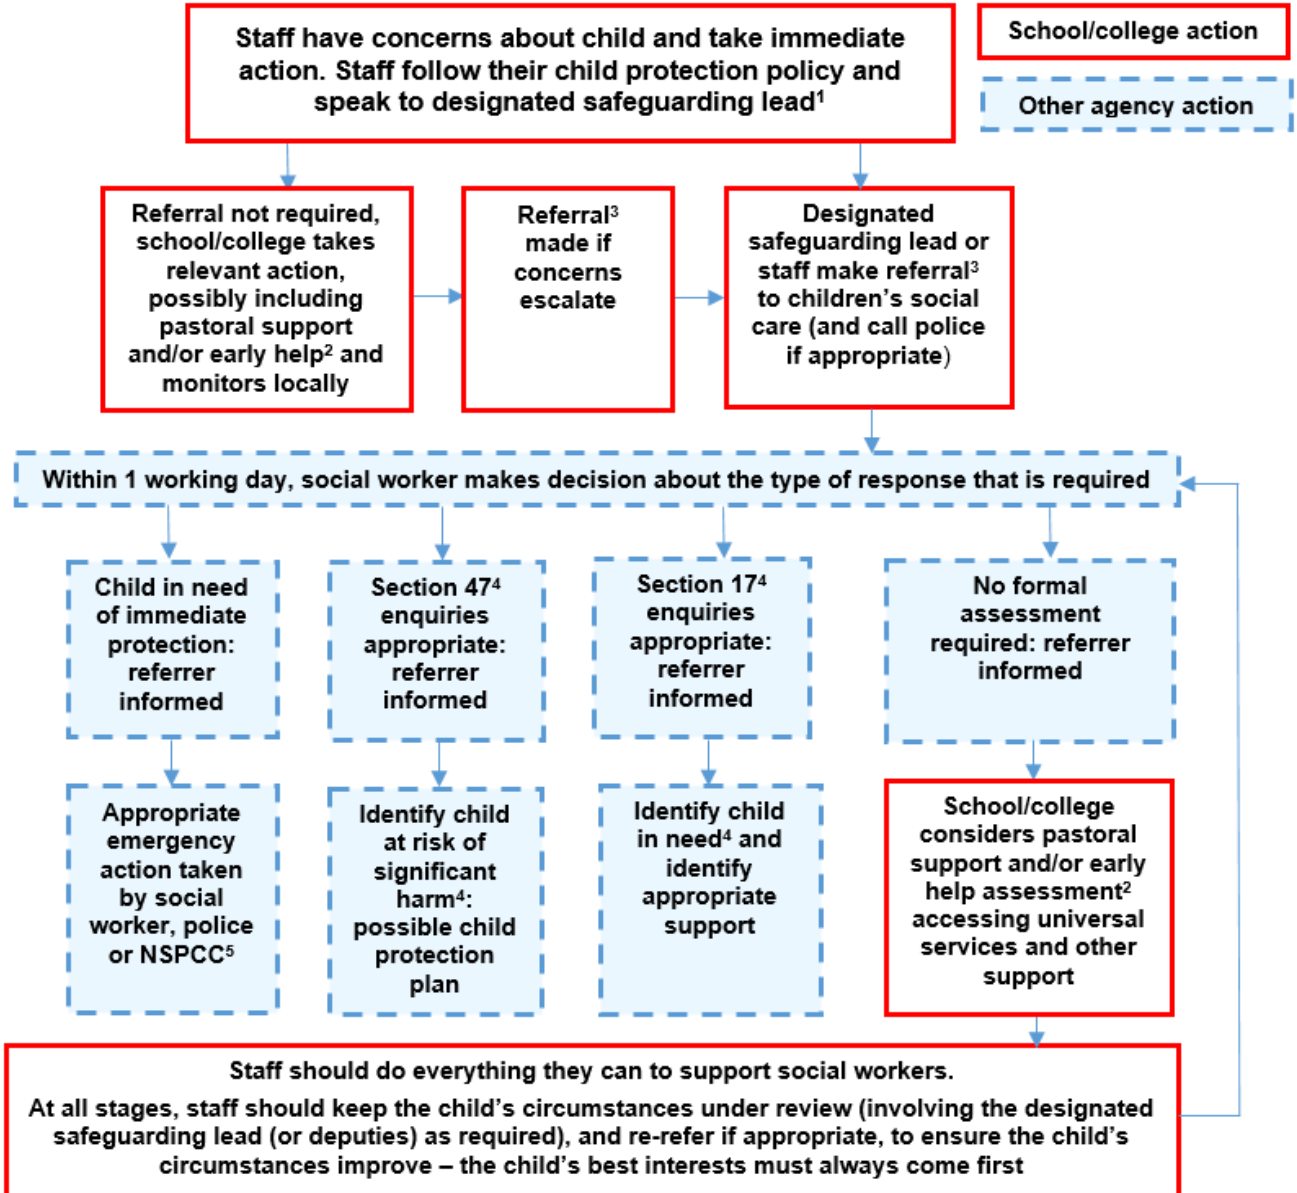 Staff have concerns about child and take immediate
action. Staff follow their child protection policy and
speak to designated safeguarding lead¹
School/college action
Other agency action
Referral not required,
school/college takes
relevant action,
possibly including
pastoral support
and/or early help² and
monitors locally
Referral³
made if
concerns
escalate
Designated
safeguarding lead or
staff make referral³
to children’s social
care (and call police
if appropriate)
Within 1 working day, social worker makes decision about the type of response that is required
Child in need
of immediate
protection:
referrer
informed
Section 47⁴
enquiries
appropriate:
referrer
informed
Section 17⁴
enquiries
appropriate:
referrer
informed
No formal
assessment
required: referrer
informed
Appropriate
emergency
action taken
by social
worker, police
or NSPCC⁵
Identify child
at risk of
significant
harm⁴:
possible child
protection
plan
Identify child
in need⁴ and
identify
appropriate
support
School/college
considers pastoral
support and/or early
help assessment²
accessing universal
services and other
support
Staff should do everything they can to support social workers.
At all stages, staff should keep the child’s circumstances under review (involving the designated
safeguarding lead (or deputies) as required), and re-refer if appropriate, to ensure the child’s
circumstances improve – the child’s best interests must always come first